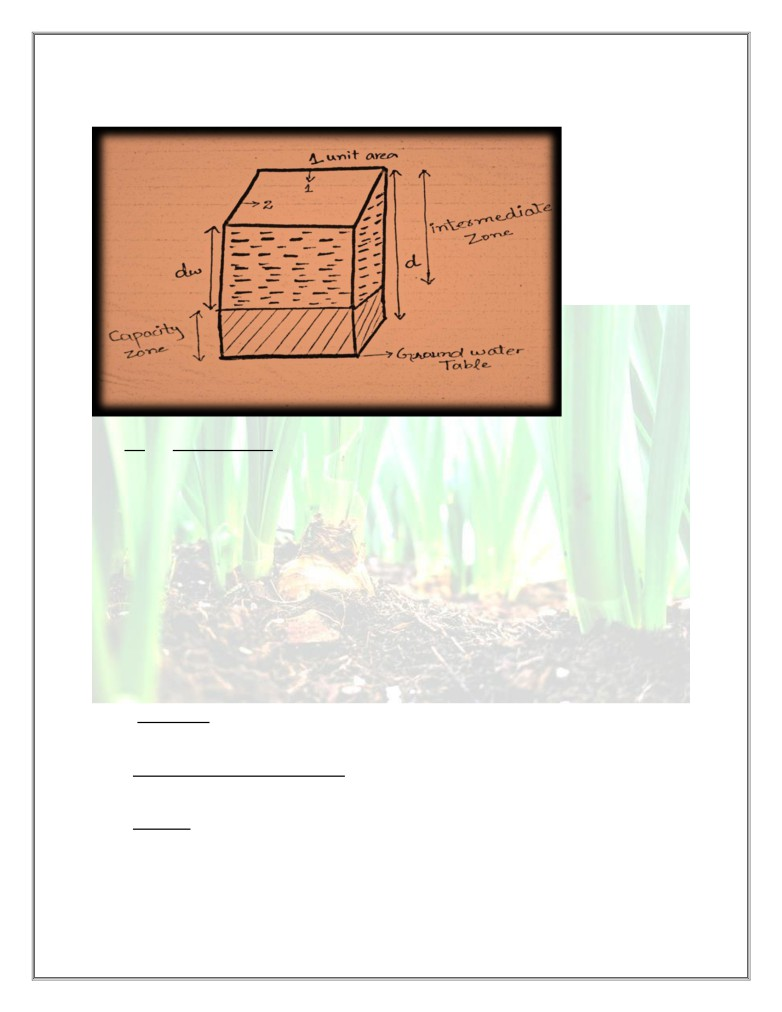 1 unit area
1
2
intermediate
Zone
dw
d
Capacity
zone
Ground water
Table